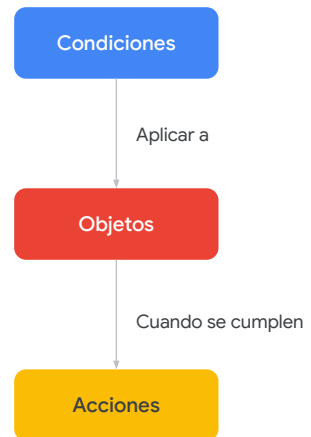 Condiciones
Aplicar a
Objetos
Cuando se cumplen
Acciones